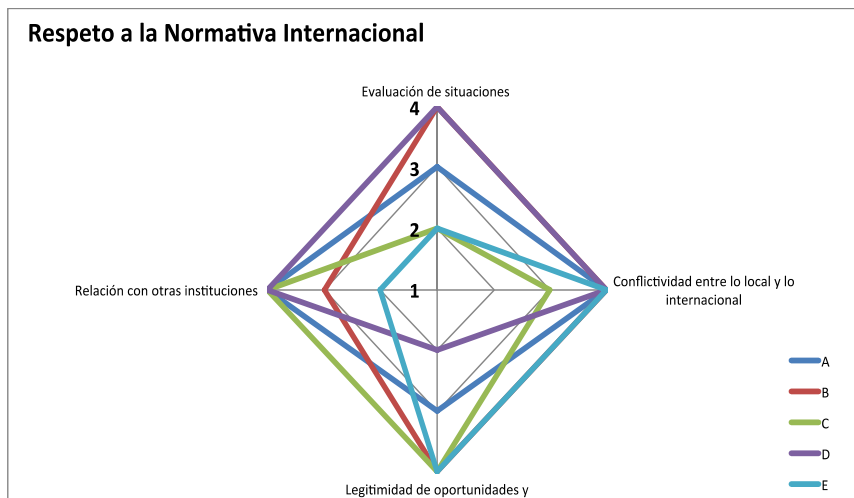 Respeto a la Normativa Internacional
Evaluación de situaciones
4
3
2
1
Relación con otras instituciones
Conflictividad entre lo local y lo
internacional
Legitimidad de oportunidades y
A
B
C
D
E